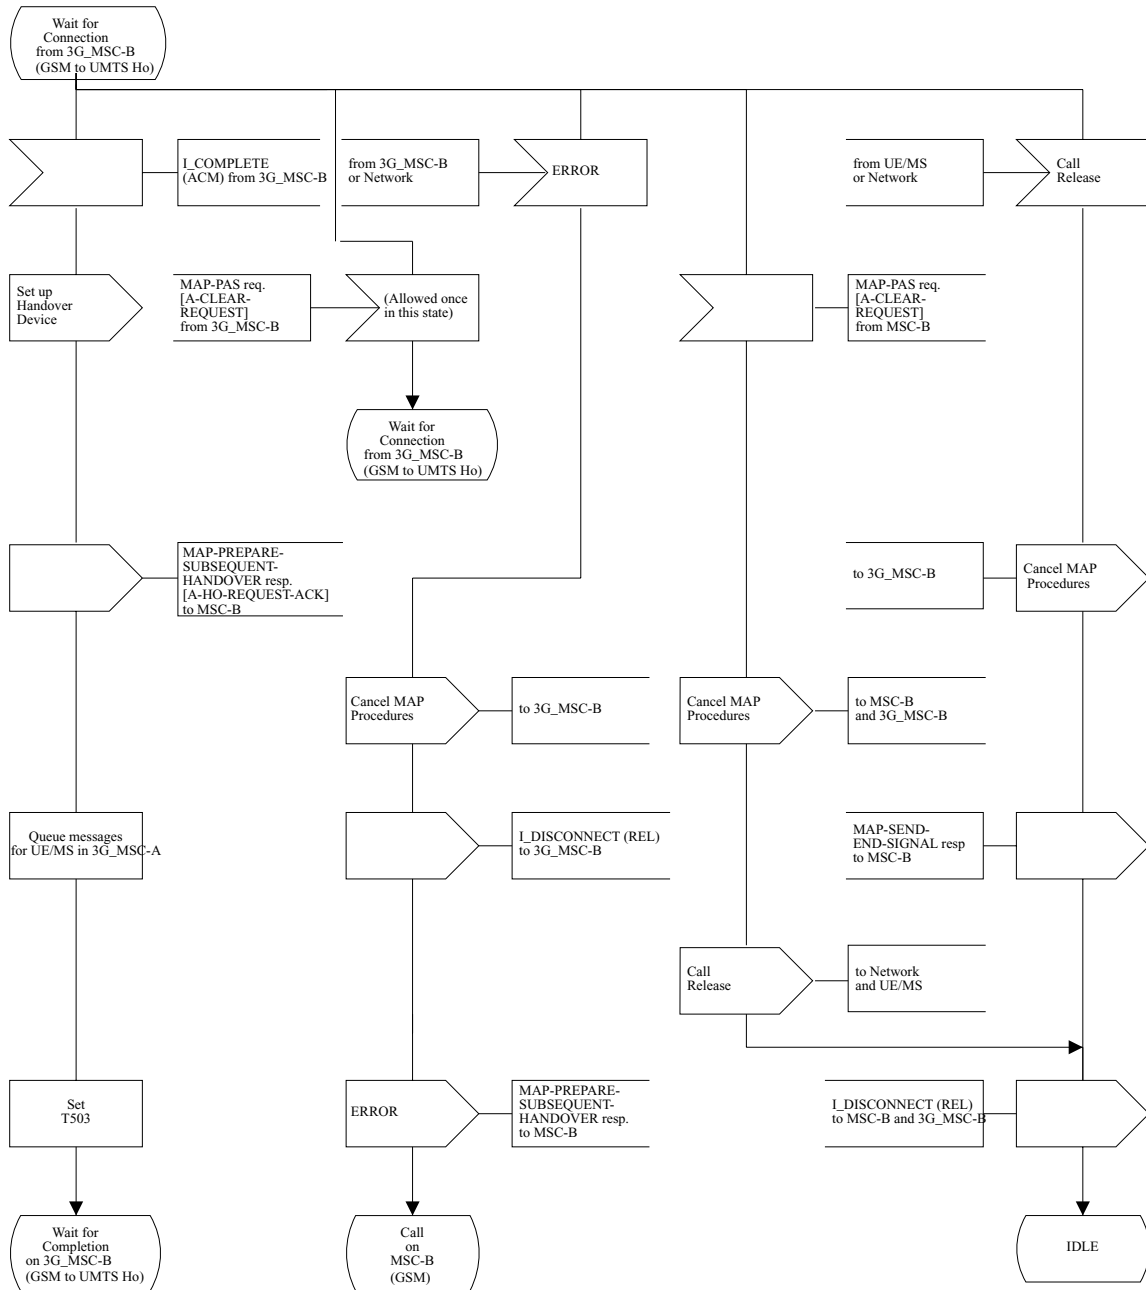 Wait for
Connection
from 3G_MSC-B
(GSM to UMTS Ho)
I_COMPLETE
(ACM) from 3G_MSC-B
from 3G_MSC-B
or Network
ERROR
from UE/MS
or Network
Call
Release
Set up
Handover
Device
MAP-PAS req.
[A-CLEAR-
REQUEST]
from 3G_MSC-B
(Allowed once
in this state)
MAP-PAS req.
[A-CLEAR-
REQUEST]
from MSC-B
Wait for
Connection
from 3G_MSC-B
(GSM to UMTS Ho)
MAP-PREPARE-
SUBSEQUENT-
HANDOVER resp.
[A-HO-REQUEST-ACK]
to MSC-B
to 3G_MSC-B
Cancel MAP
Procedures
Cancel MAP
Procedures
to 3G_MSC-B
Cancel MAP
Procedures
to MSC-B
and 3G_MSC-B
Queue messages
for UE/MS in 3G_MSC-A
I_DISCONNECT (REL)
to 3G_MSC-B
MAP-SEND-
END-SIGNAL resp
to MSC-B
Call
Release
to Network
and UE/MS
Set
T503
ERROR
MAP-PREPARE-
SUBSEQUENT-
HANDOVER resp.
to MSC-B
I_DISCONNECT (REL)
to MSC-B and 3G_MSC-B
Wait for
Completion
on 3G_MSC-B
(GSM to UMTS Ho)
Call
on
MSC-B
(GSM)
IDLE